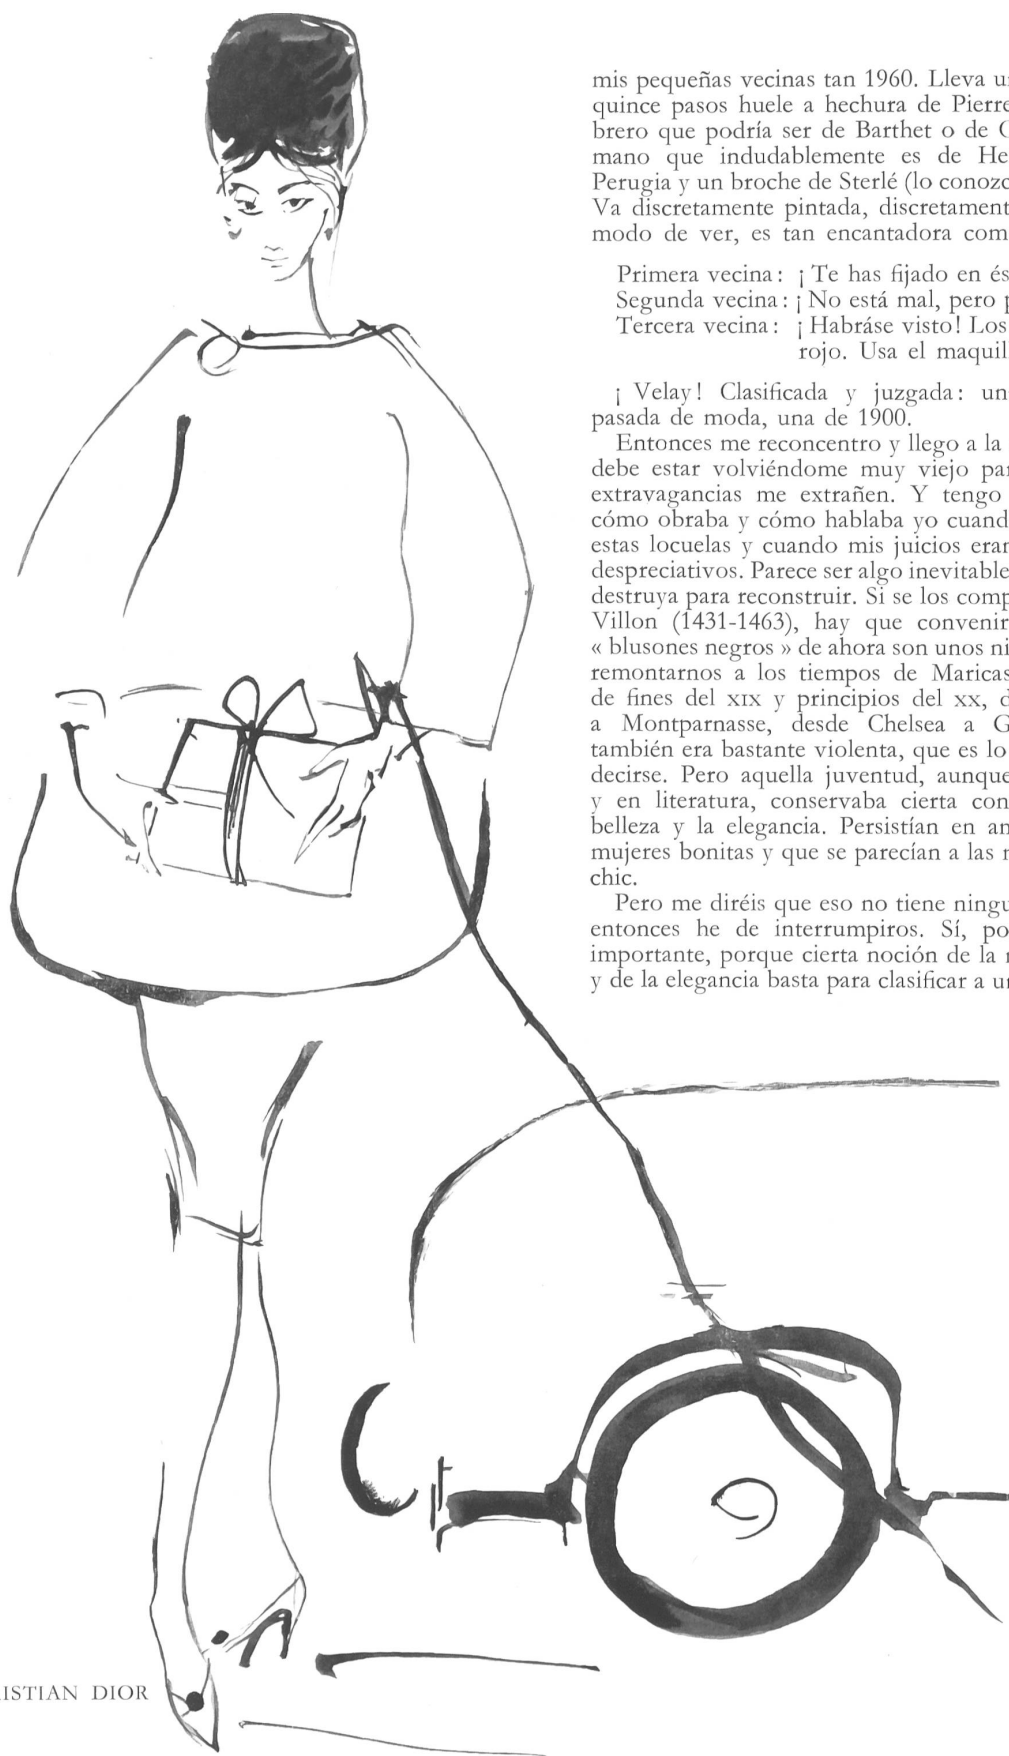 mis pequeñas vecinas tan 1960. Lleva u
quince pasos huele a hechura de Pierre
brero que podría ser de Barthet o de
mano que indudablemente es de He
Perugia y un broche de Sterlé (lo conozc
Va discretamente pintada, discretament
modo de ver, es tan encantadora com
Primera vecina: ¡Te has fijado en és
Segunda vecina: ¡No está mal, pero p
Tercera vecina: ¡Habráse visto! Los
rojo. Usa el maquil
¡Velay! Clasificada y juzgada: un
pasada de moda, una de 1900.
Entonces me reconcentro y llego a la
debe estar volviéndome muy viejo par
extravagancias me extrañen. Y tengo
cómo obraba y cómo hablaba yo cuand
estas locuelas y cuando mis juicios eran
despreciativos. Parece ser algo inevitable
destruya para reconstruir. Si se los comp
Villon (1431-1463), hay que convenir
« blusones negros » de ahora son unos ni
remontarnos a los tiempos de Maricas
de fines del XIX y principios del XX, d
a Montparnasse, desde Chelsea a G
también era bastante violenta, que es lo
decirse. Pero aquella juventud, aunque
y en literatura, conservaba cierta con
belleza y la elegancia. Persistían en am
mujeres bonitas y que se parecían a las
chic.
Pero me diréis que eso no tiene ningu
entonces he de interrumpiros. Sí, po
importante, porque cierta noción de la
y de la elegancia basta para clasificar a u
ISTIAN DIOR